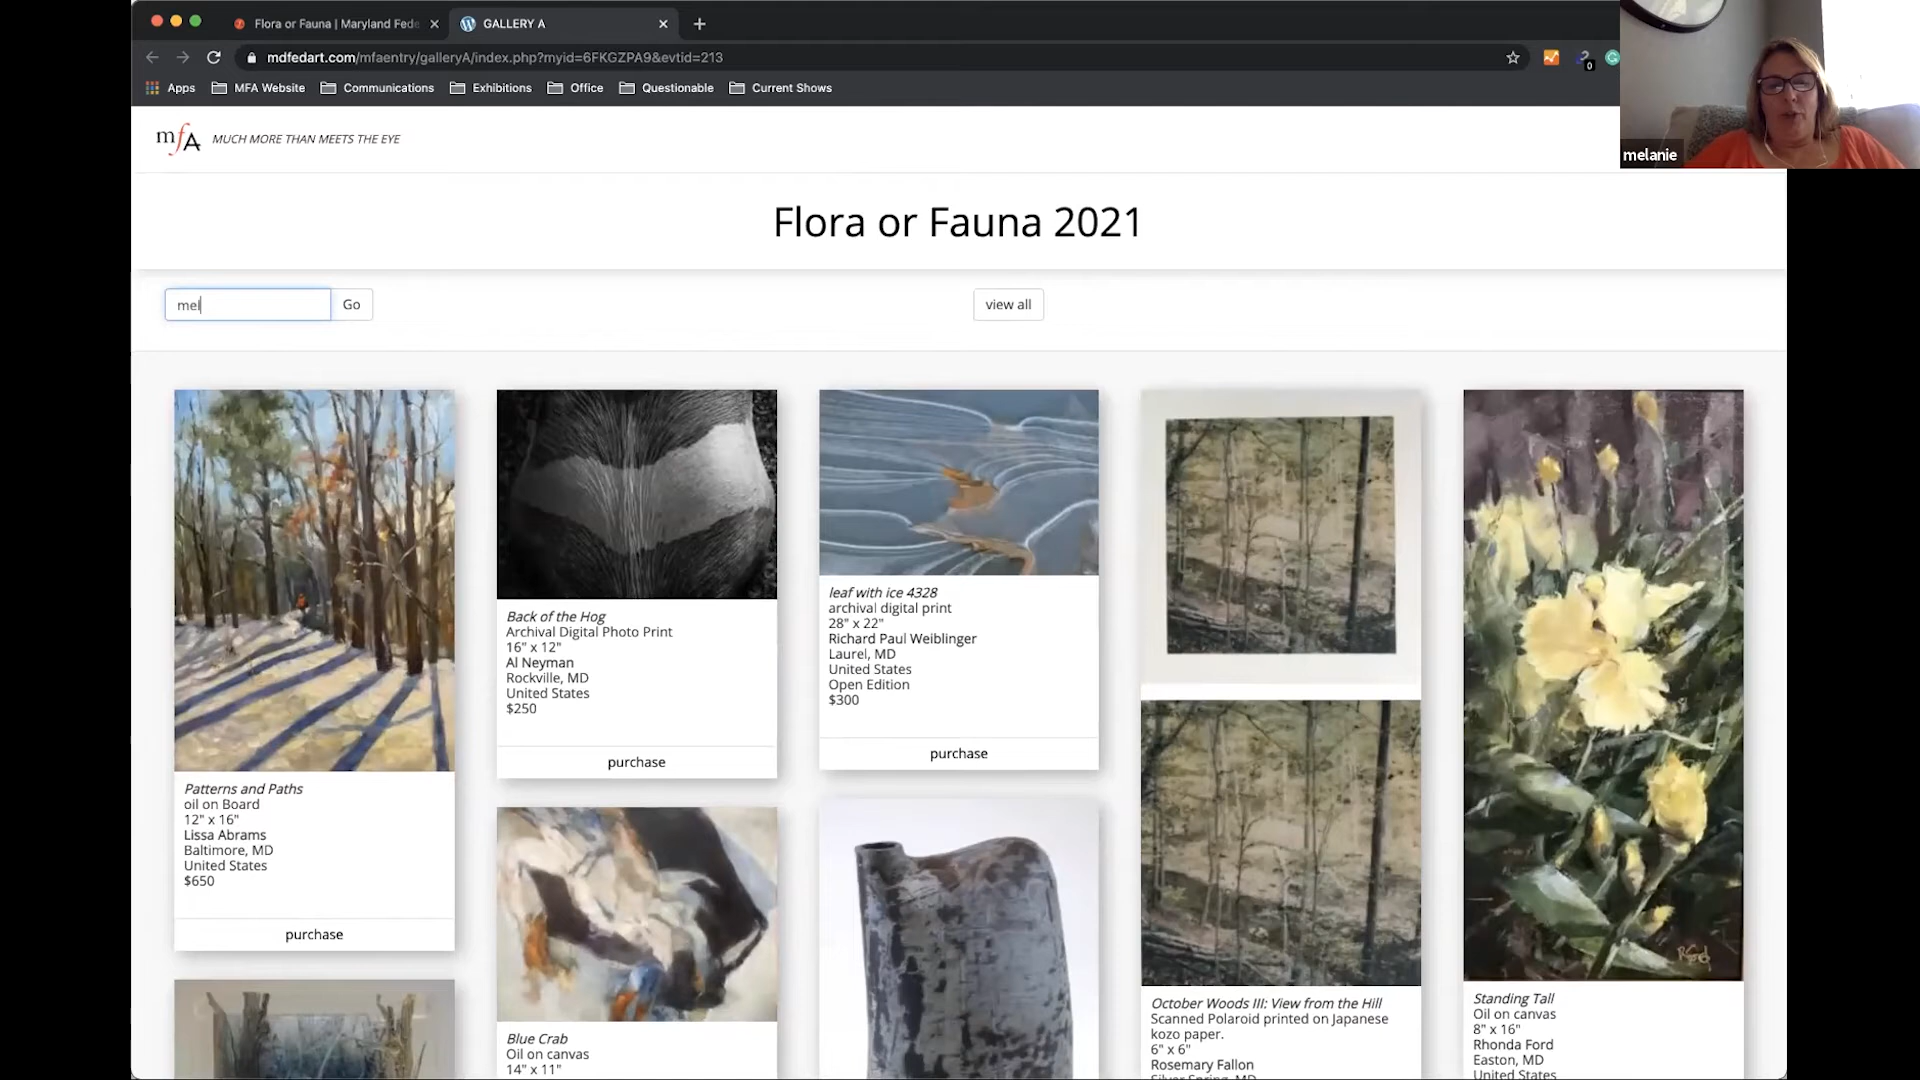 Flora or Fauna | Maryland Fede
GALLERY A
mdfedart.com/mfaentry/galleryA/index.php?myid=6FKGZPA9&evtid=213
0
Apps
MFA Website
Communications
Exhibitions
Office
Questionable
Current Shows
melanie
mfA MUCH MORE THAN MEETS THE EYE
Flora or Fauna 2021
mel
Go
view all
Patterns and Paths
oil on Board
12" x 16"
Lissa Abrams
Baltimore, MD
United States
$650
purchase
Back of the Hog
Archival Digital Photo Print
16" x 12"
Al Neyman
Rockville, MD
United States
$250
purchase
Blue Crab
Oil on canvas
14" x 11"
leaf with ice 4328
archival digital print
28" x 22"
Richard Paul Weiblinger
Laurel, MD
United States
Open Edition
$300
purchase
October Woods III: View from the Hill
Scanned Polaroid printed on Japanese
kozo paper.
6" x 6"
Rosemary Fallon
Silver Spring, MD
Standing Tall
Oil on canvas
8" x 16"
Rhonda Ford
Easton, MD
United States